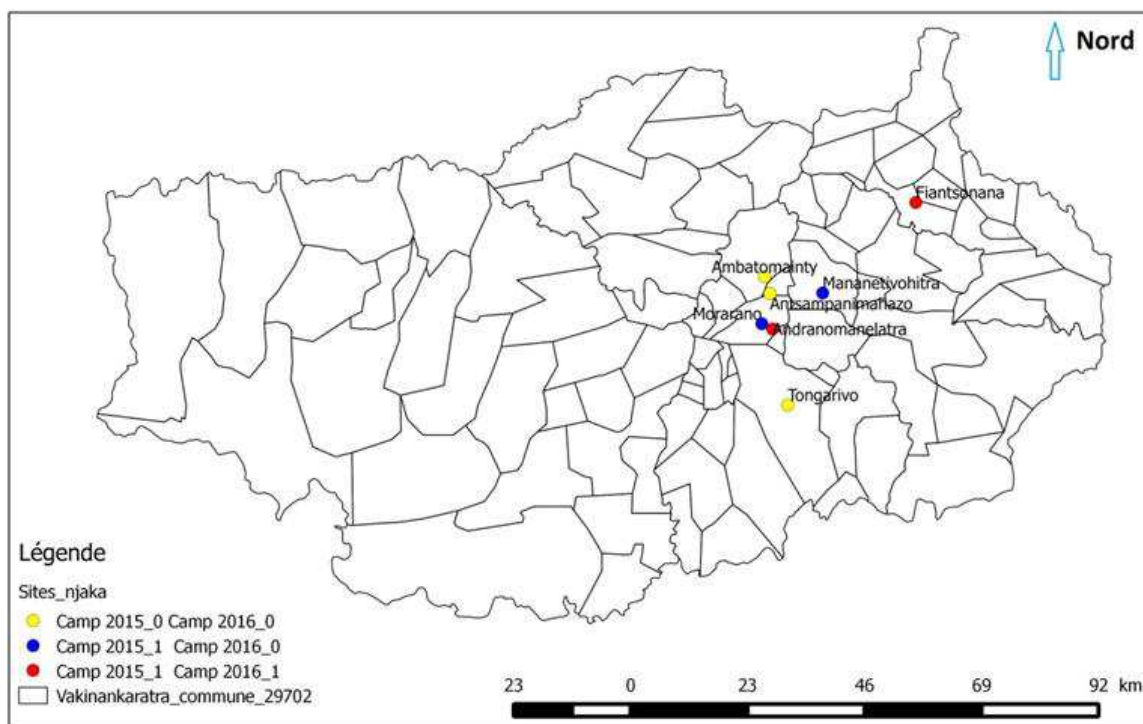 Nord
Fiantsonana
Ambatomainty
Mananetivohitra
Antsampanimahazo
Morarano
Andranomanelatra
Tongarivo
Légende
Sites_njaka
Camp 2015_0 Camp 2016_0
Camp 2015_1 Camp 2016_0
Camp 2015_1 Camp 2016_1
Vakinankaratra_commune_29702
23 0 23 46 69 92 km